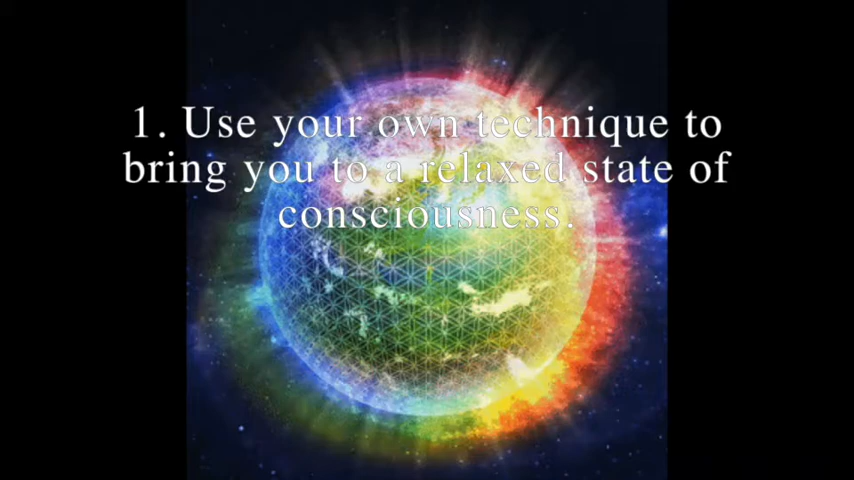 1. Use your own technique to
bring you to a relaxed state of
consciousness.